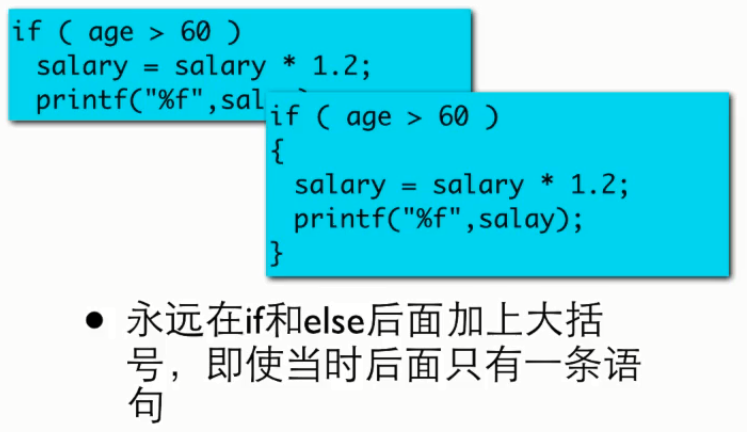 if ( age > 60 )
salary = salary * 1.2;
printf("%f",sal
if ( age > 60 )
{
salary = salary * 1.2;
printf("%f",salay);
}
● 永远在if和else后面加上大括
号，即使当时后面只有一条语
句